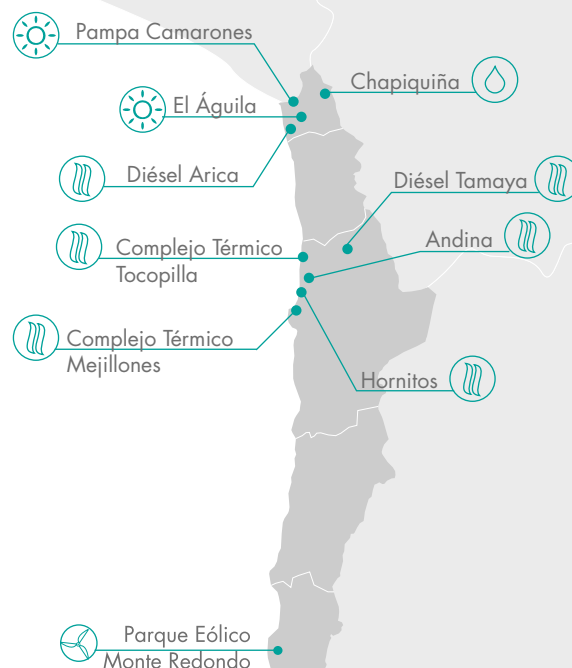 Pampa Camarones
Chapiquiña
El Águila
Diésel Arica
Diésel Tamaya
Complejo Térmico
Tocopilla
Andina
Complejo Térmico
Mejillones
Hornitos
Parque Eólico
Monte Redondo